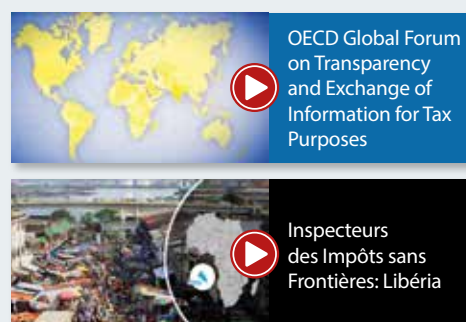 OECD Global Forum
on Transparency
and Exchange of
Information for Tax
Purposes
Inspecteurs
des Impôts sans
Frontières: Libéria